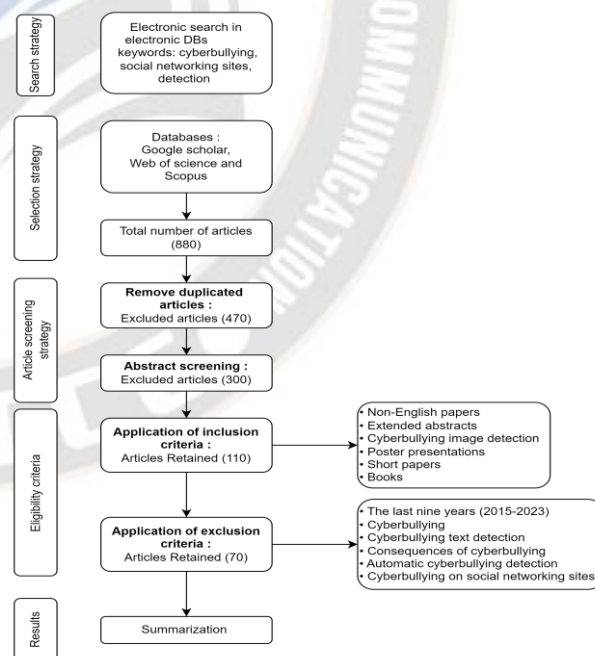 Search strategy
Electronic search in
electronic DBs
keywords: cyberbullying,
social networking sites,
detection
Selection strategy
Databases :
Google scholar,
Web of science and
Scopus
Total number of articles
(880)
Article screening
strategy
Remove duplicated
articles :
Excluded articles (470)
Abstract screening :
Excluded articles (300)
Eligibility criteria
Application of inclusion
criteria :
Articles Retained (110)
• Non-English papers
• Extended abstracts
• Cyberbullying image detection
• Poster presentations
• Short papers
• Books
Application of exclusion
criteria :
Articles Retained (70)
• The last nine years (2015-2023)
• Cyberbullying
• Cyberbullying text detection
• Consequences of cyberbullying
• Automatic cyberbullying detection
• Cyberbullying on social networking sites
Results
Summarization